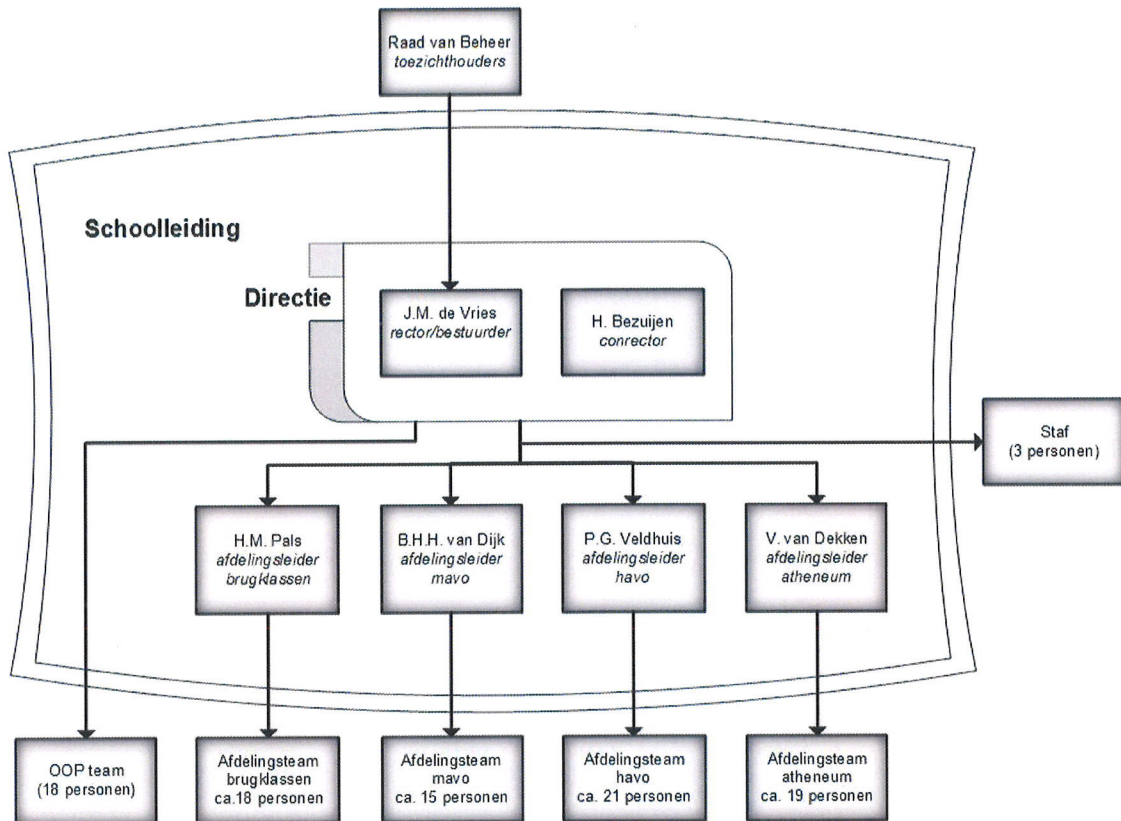 Raad van Beheer
toezichthouders
Schoolleiding
Directie
J.M. de Vries
rector/bestuurder
H. Bezuijen
conrector
Staf
(3 personen)
H.M. Pals
afdelingsleider
brugklassen
B.H.H. van Dijk
afdelingsleider
mavo
P.G. Veldhuis
afdelingsleider
havo
V. van Dekken
afdelingsleider
atheneum
OOP team
(18 personen)
Afdelingsteam
brugklassen
ca.18 personen
Afdelingsteam
mavo
ca. 15 personen
Afdelingsteam
havo
ca. 21 personen
Afdelingsteam
atheneum
ca. 19 personen